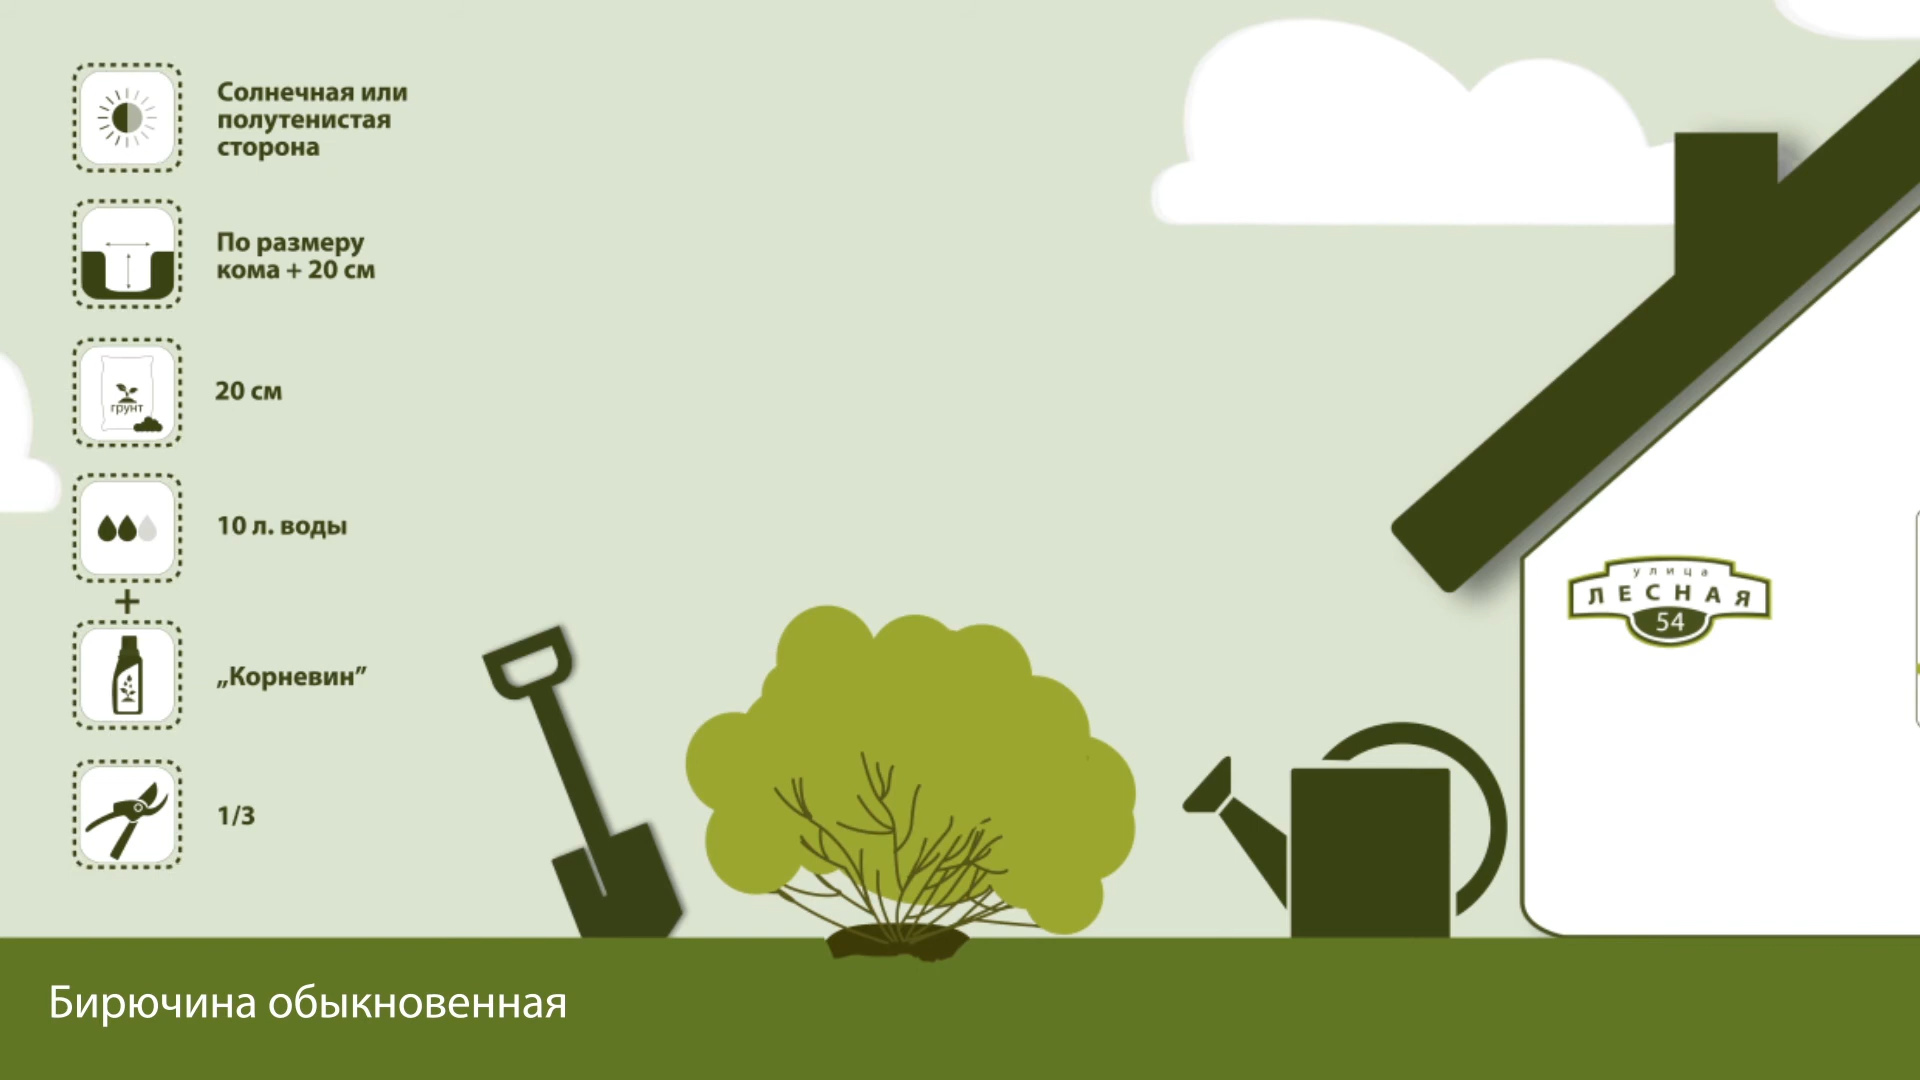 Солнечная или
полутенистая
сторона
По размеру
кома + 20 см
грунт
20 см
10 л. воды
+
„Корневин”
1/3
улица
ЛЕСНАЯ
54
Бирючина обыкновенная